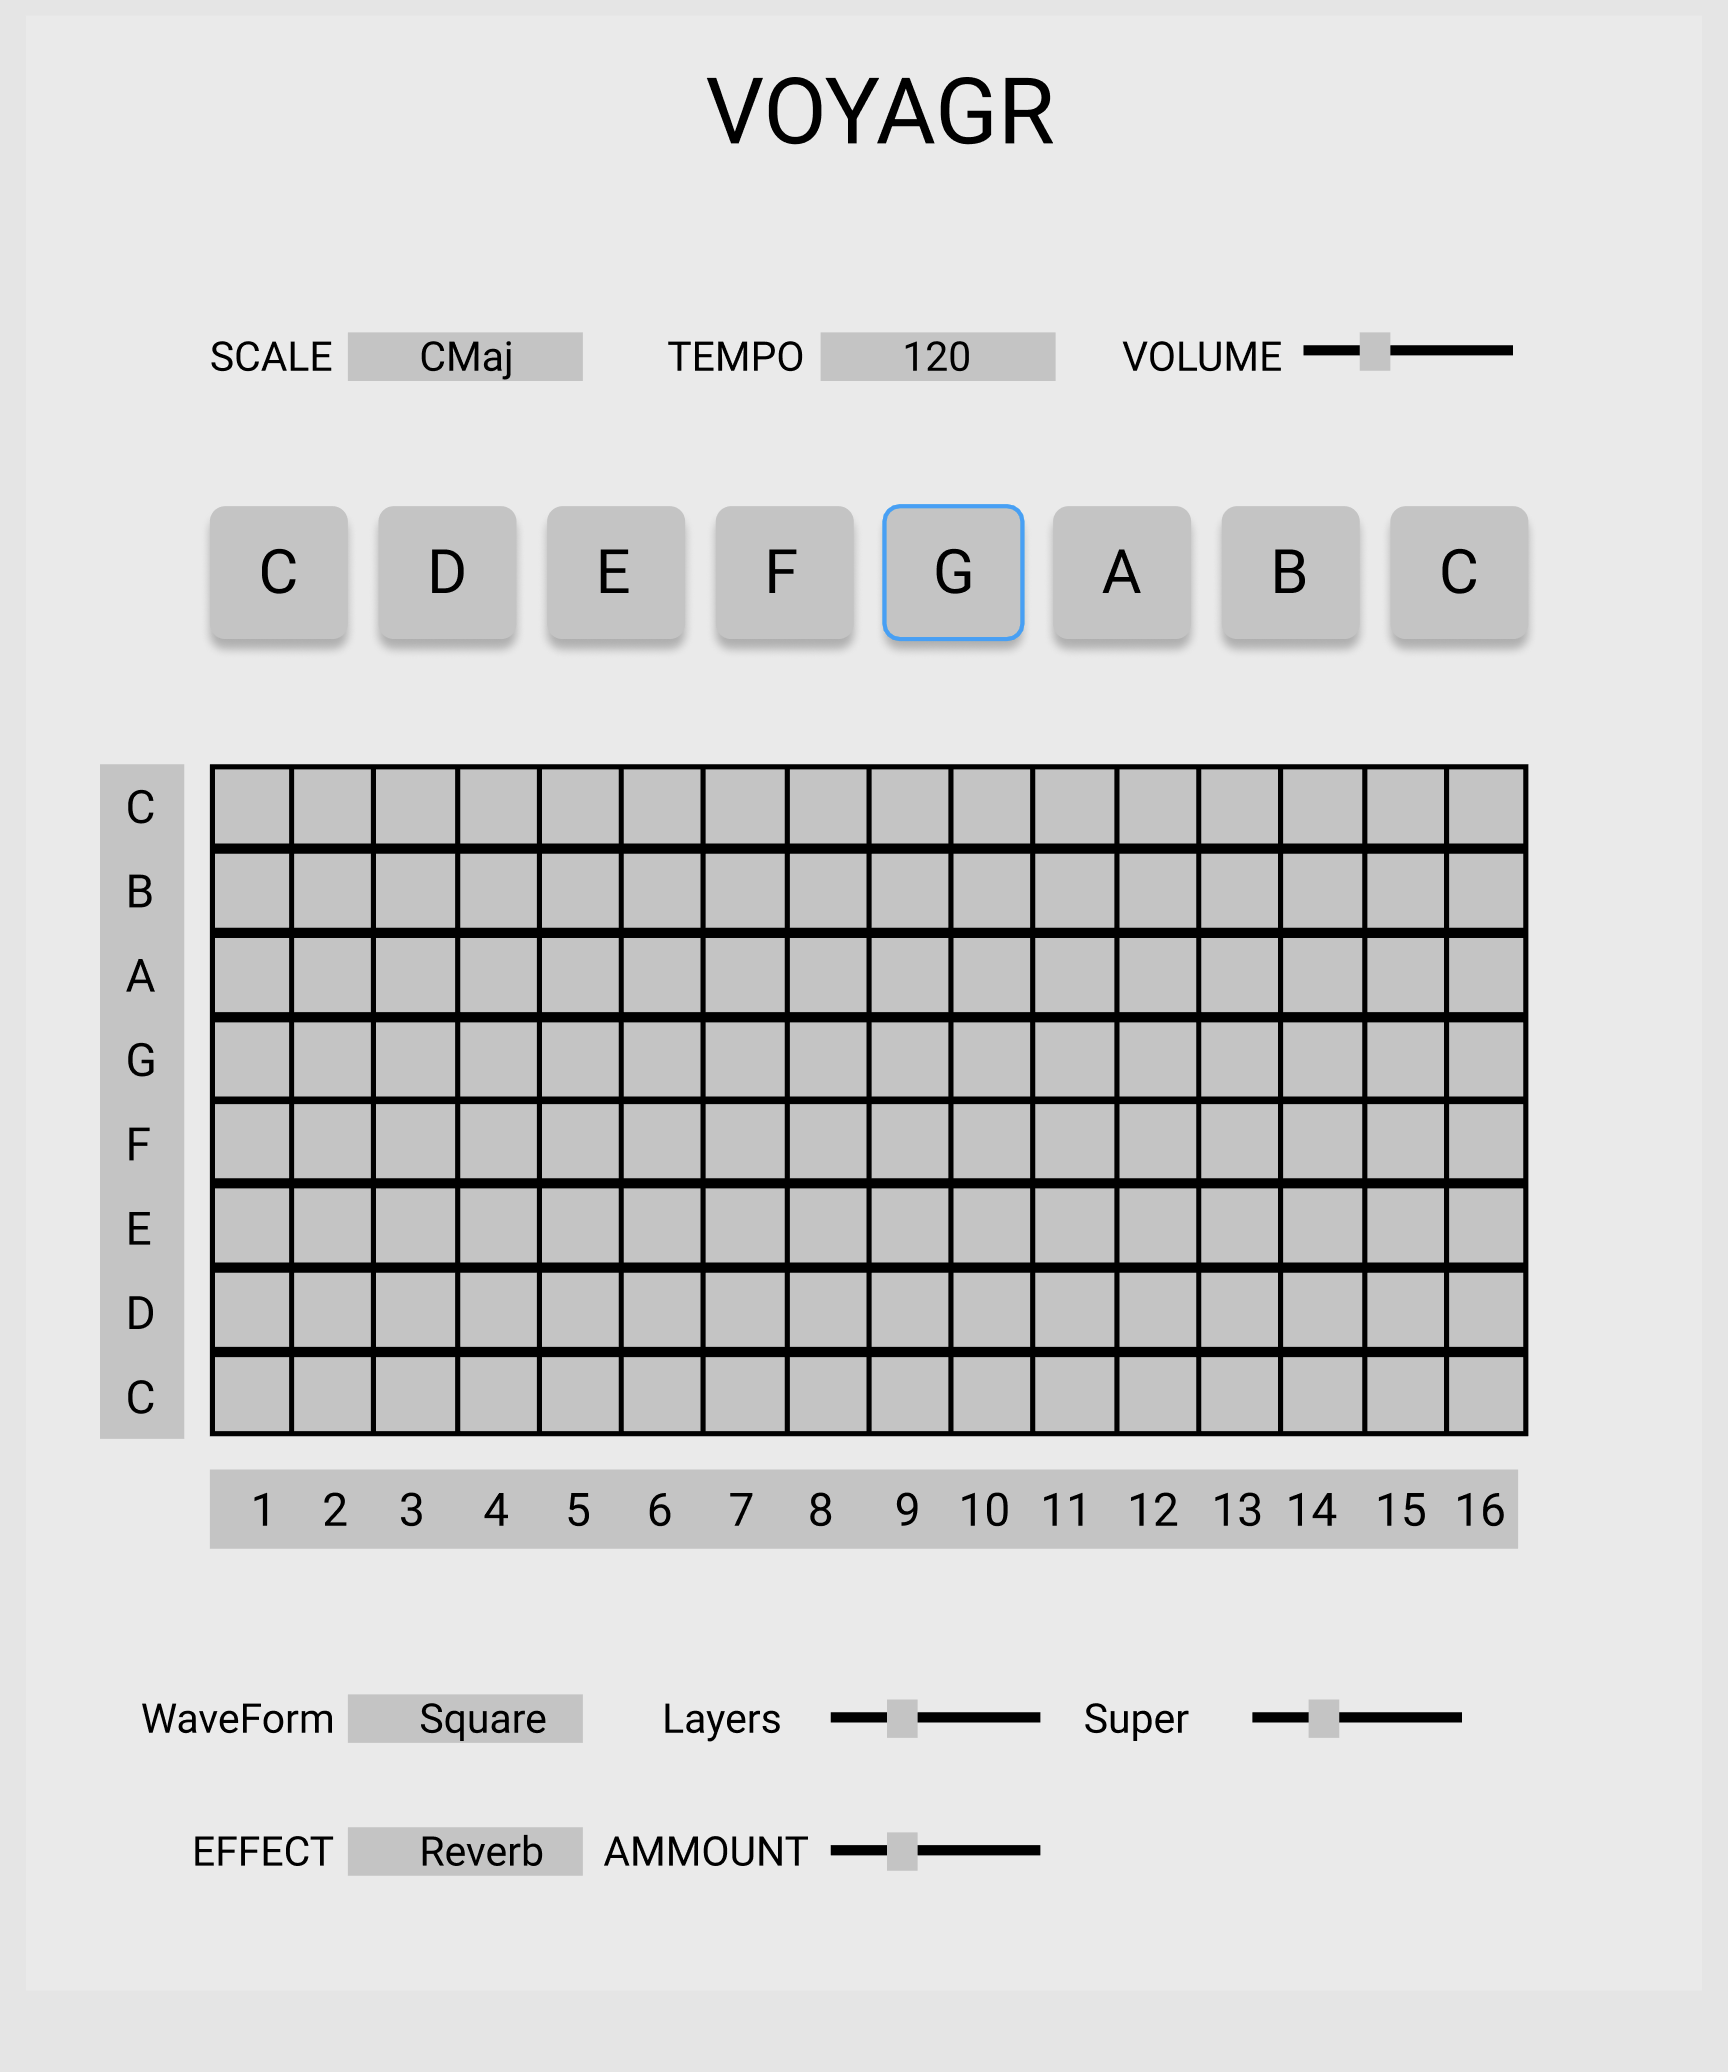 VOYAGR
SCALE CMaj TEMPO 120 VOLUME
C D E F G A B C
C
B
A
G
F
E
D
C
1 2 3 4 5 6 7 8 9 10 11 12 13 14 15 16
WaveForm Square Layers Super
EFFECT Reverb AMMOUNT